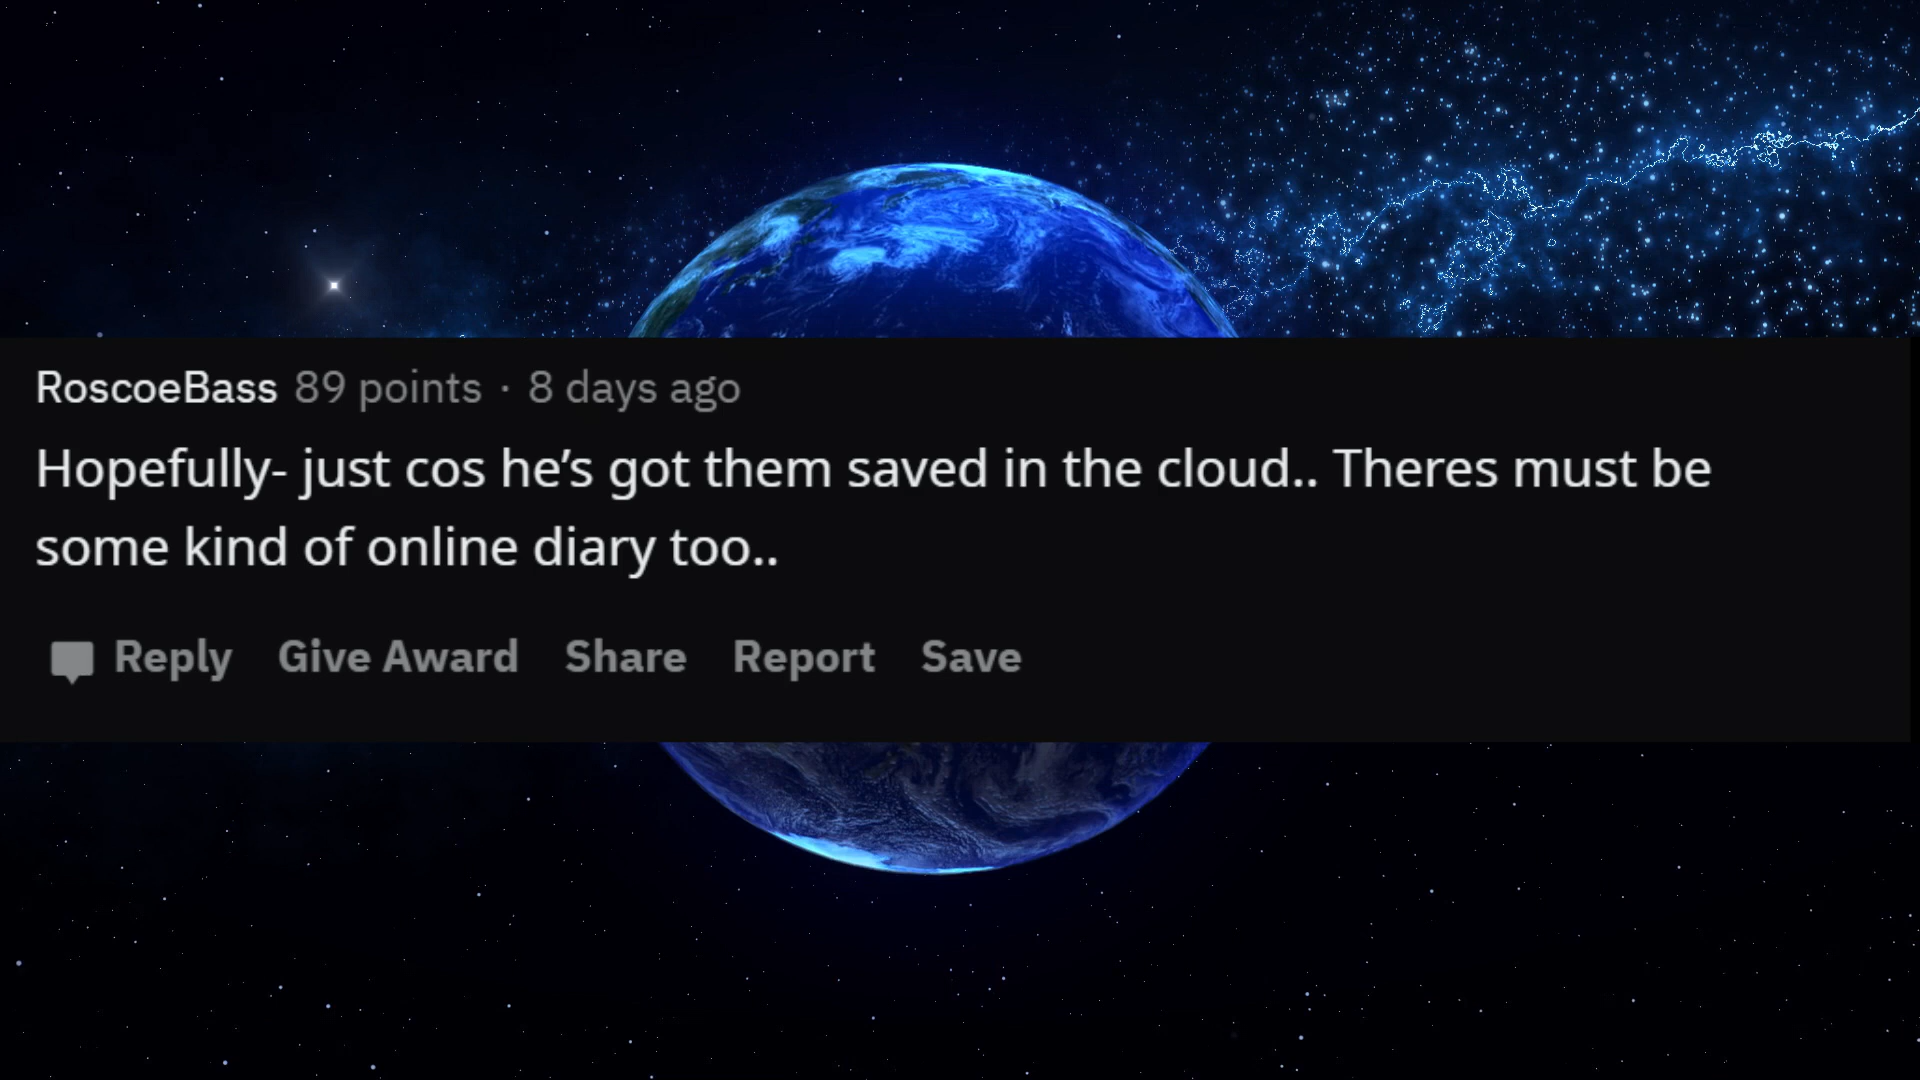 RoscoeBass 89 points · 8 days ago
Hopefully- just cos he’s got them saved in the cloud.. Theres must be
some kind of online diary too..
Reply Give Award Share Report Save